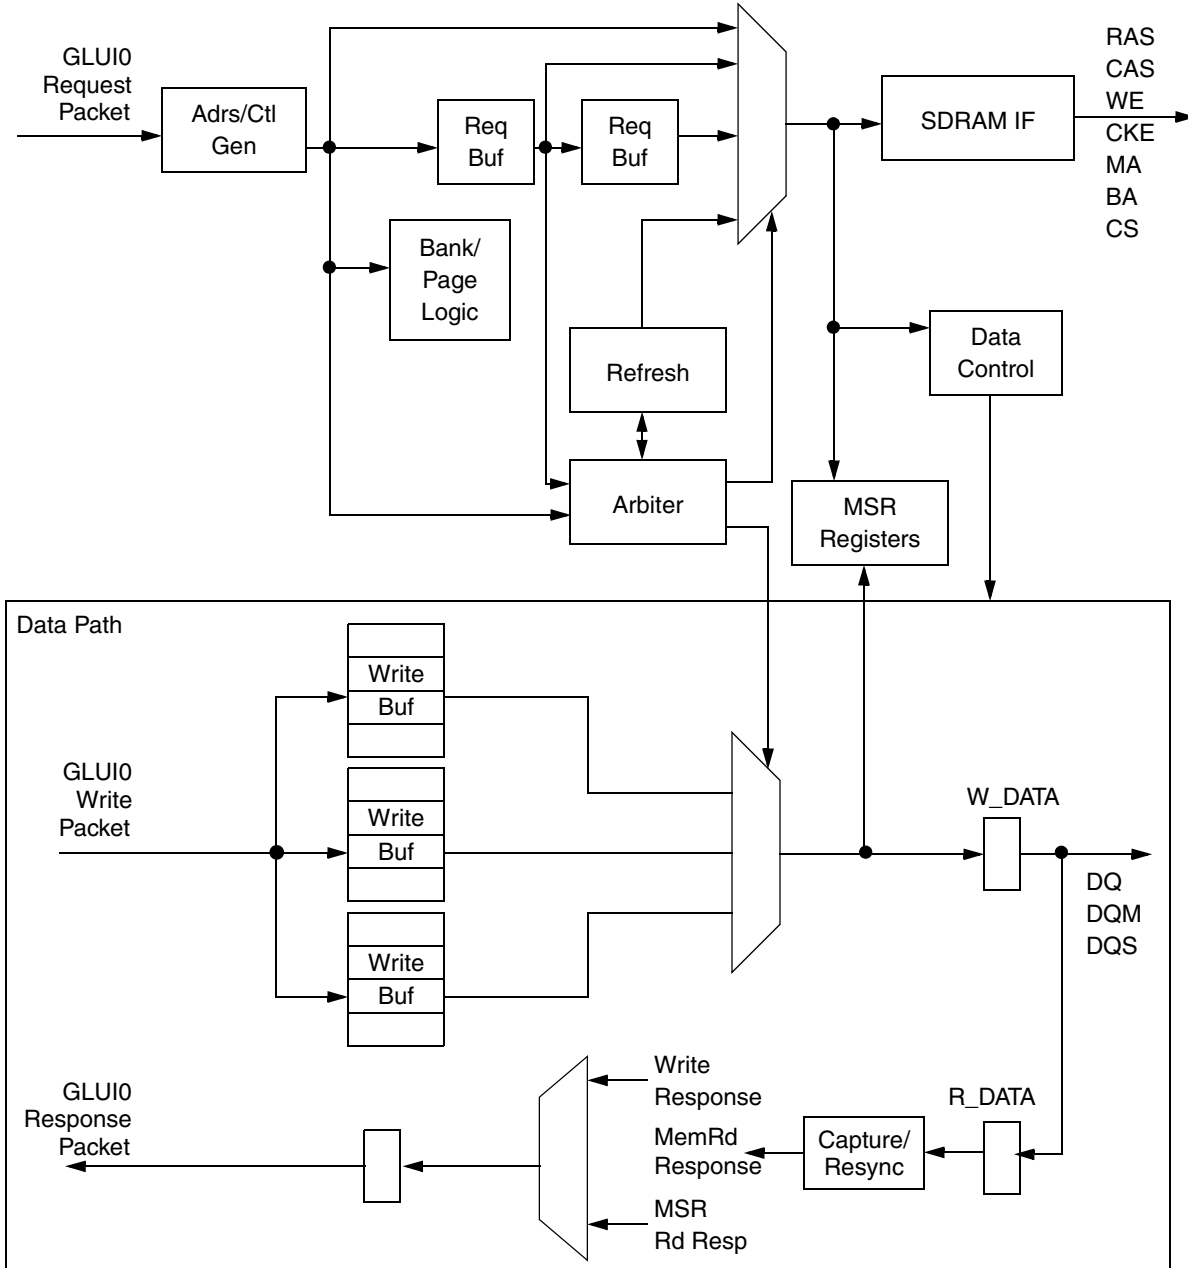 GLUI0
Request
Packet
Adrs/Ctl
Gen
Req
Buf
Req
Buf
SDRAM IF
RAS
CAS
WE
CKE
MA
BA
CS
Bank/
Page
Logic
Refresh
Data
Control
Arbiter
MSR
Registers
Data Path
Write
Buf
GLUI0
Write
Packet
Write
Buf
W_DATA
DQ
DQM
DQS
Write
Buf
GLUI0
Response
Packet
Write
Response
MemRd
Response
MSR
Rd Resp
Capture/
Resync
R_DATA